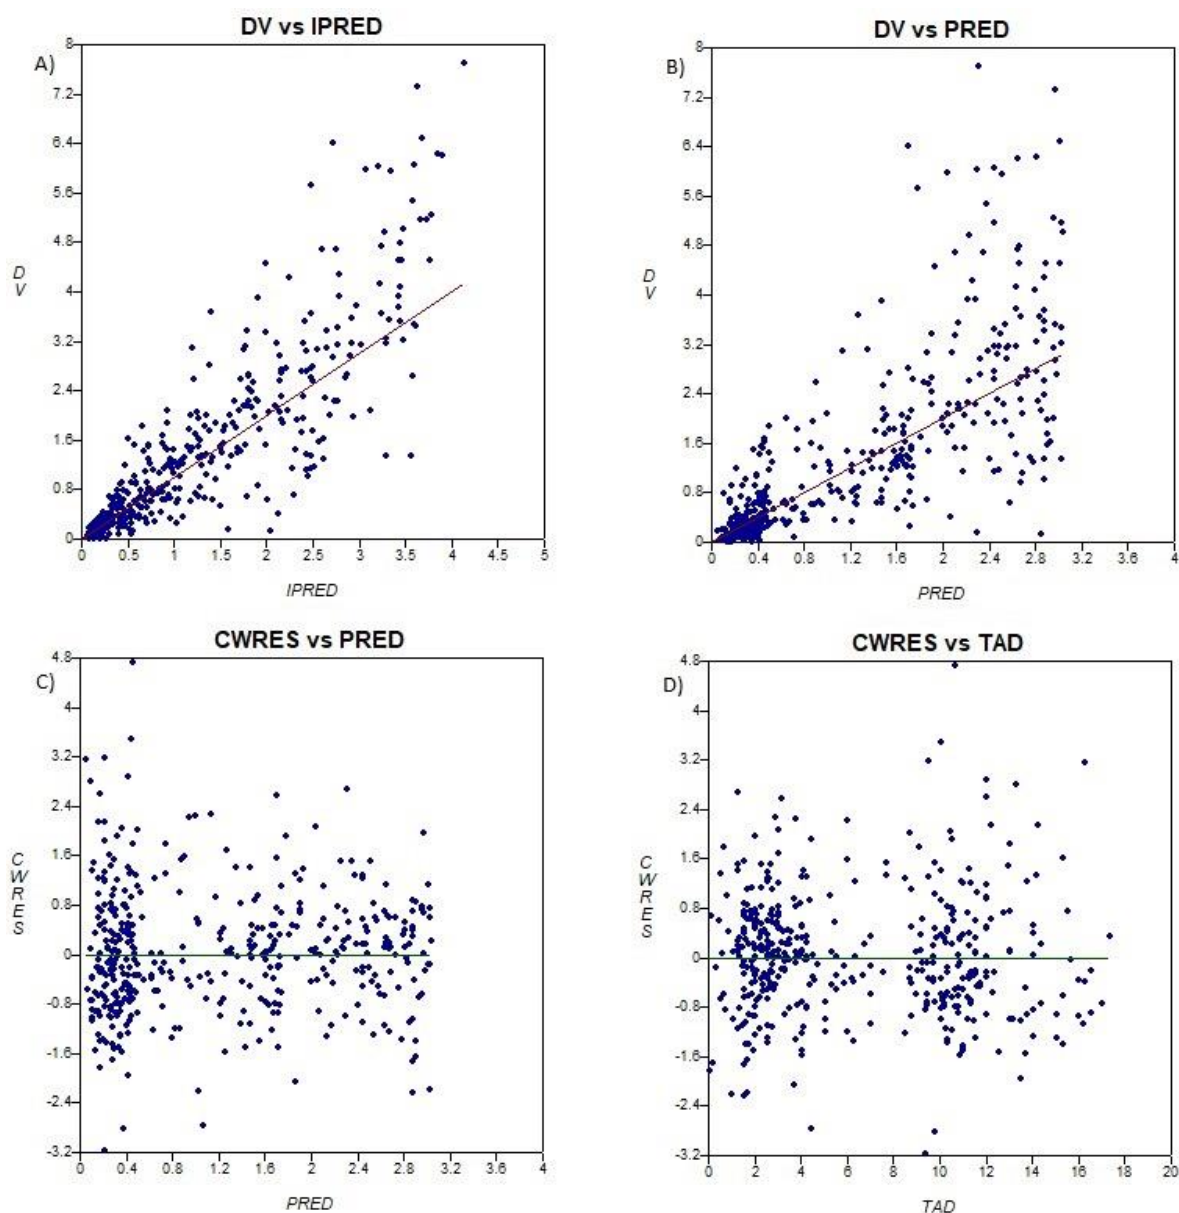 DV vs IPRED
A)
8
7.2
6.4
5.6
4.8
4
3.2
2.4
1.6
0.8
0
D
V
0 0.5 1 1.5 2 2.5 3 3.5 4 4.5 5
IPRED
DV vs PRED
B)
8
7.2
6.4
5.6
4.8
4
3.2
2.4
1.6
0.8
0
D
V
0 0.4 0.8 1.2 1.6 2 2.4 2.8 3.2 3.6 4
PRED
CWRES vs PRED
C)
4.8
4
3.2
2.4
1.6
0.8
0
-0.8
-1.6
-2.4
-3.2
C
W
R
E
S
0 0.4 0.8 1.2 1.6 2 2.4 2.8 3.2 3.6 4
PRED
CWRES vs TAD
D)
4.8
4
3.2
2.4
1.6
0.8
0
-0.8
-1.6
-2.4
-3.2
C
W
R
E
S
0 2 4 6 8 10 12 14 16 18 20
TAD